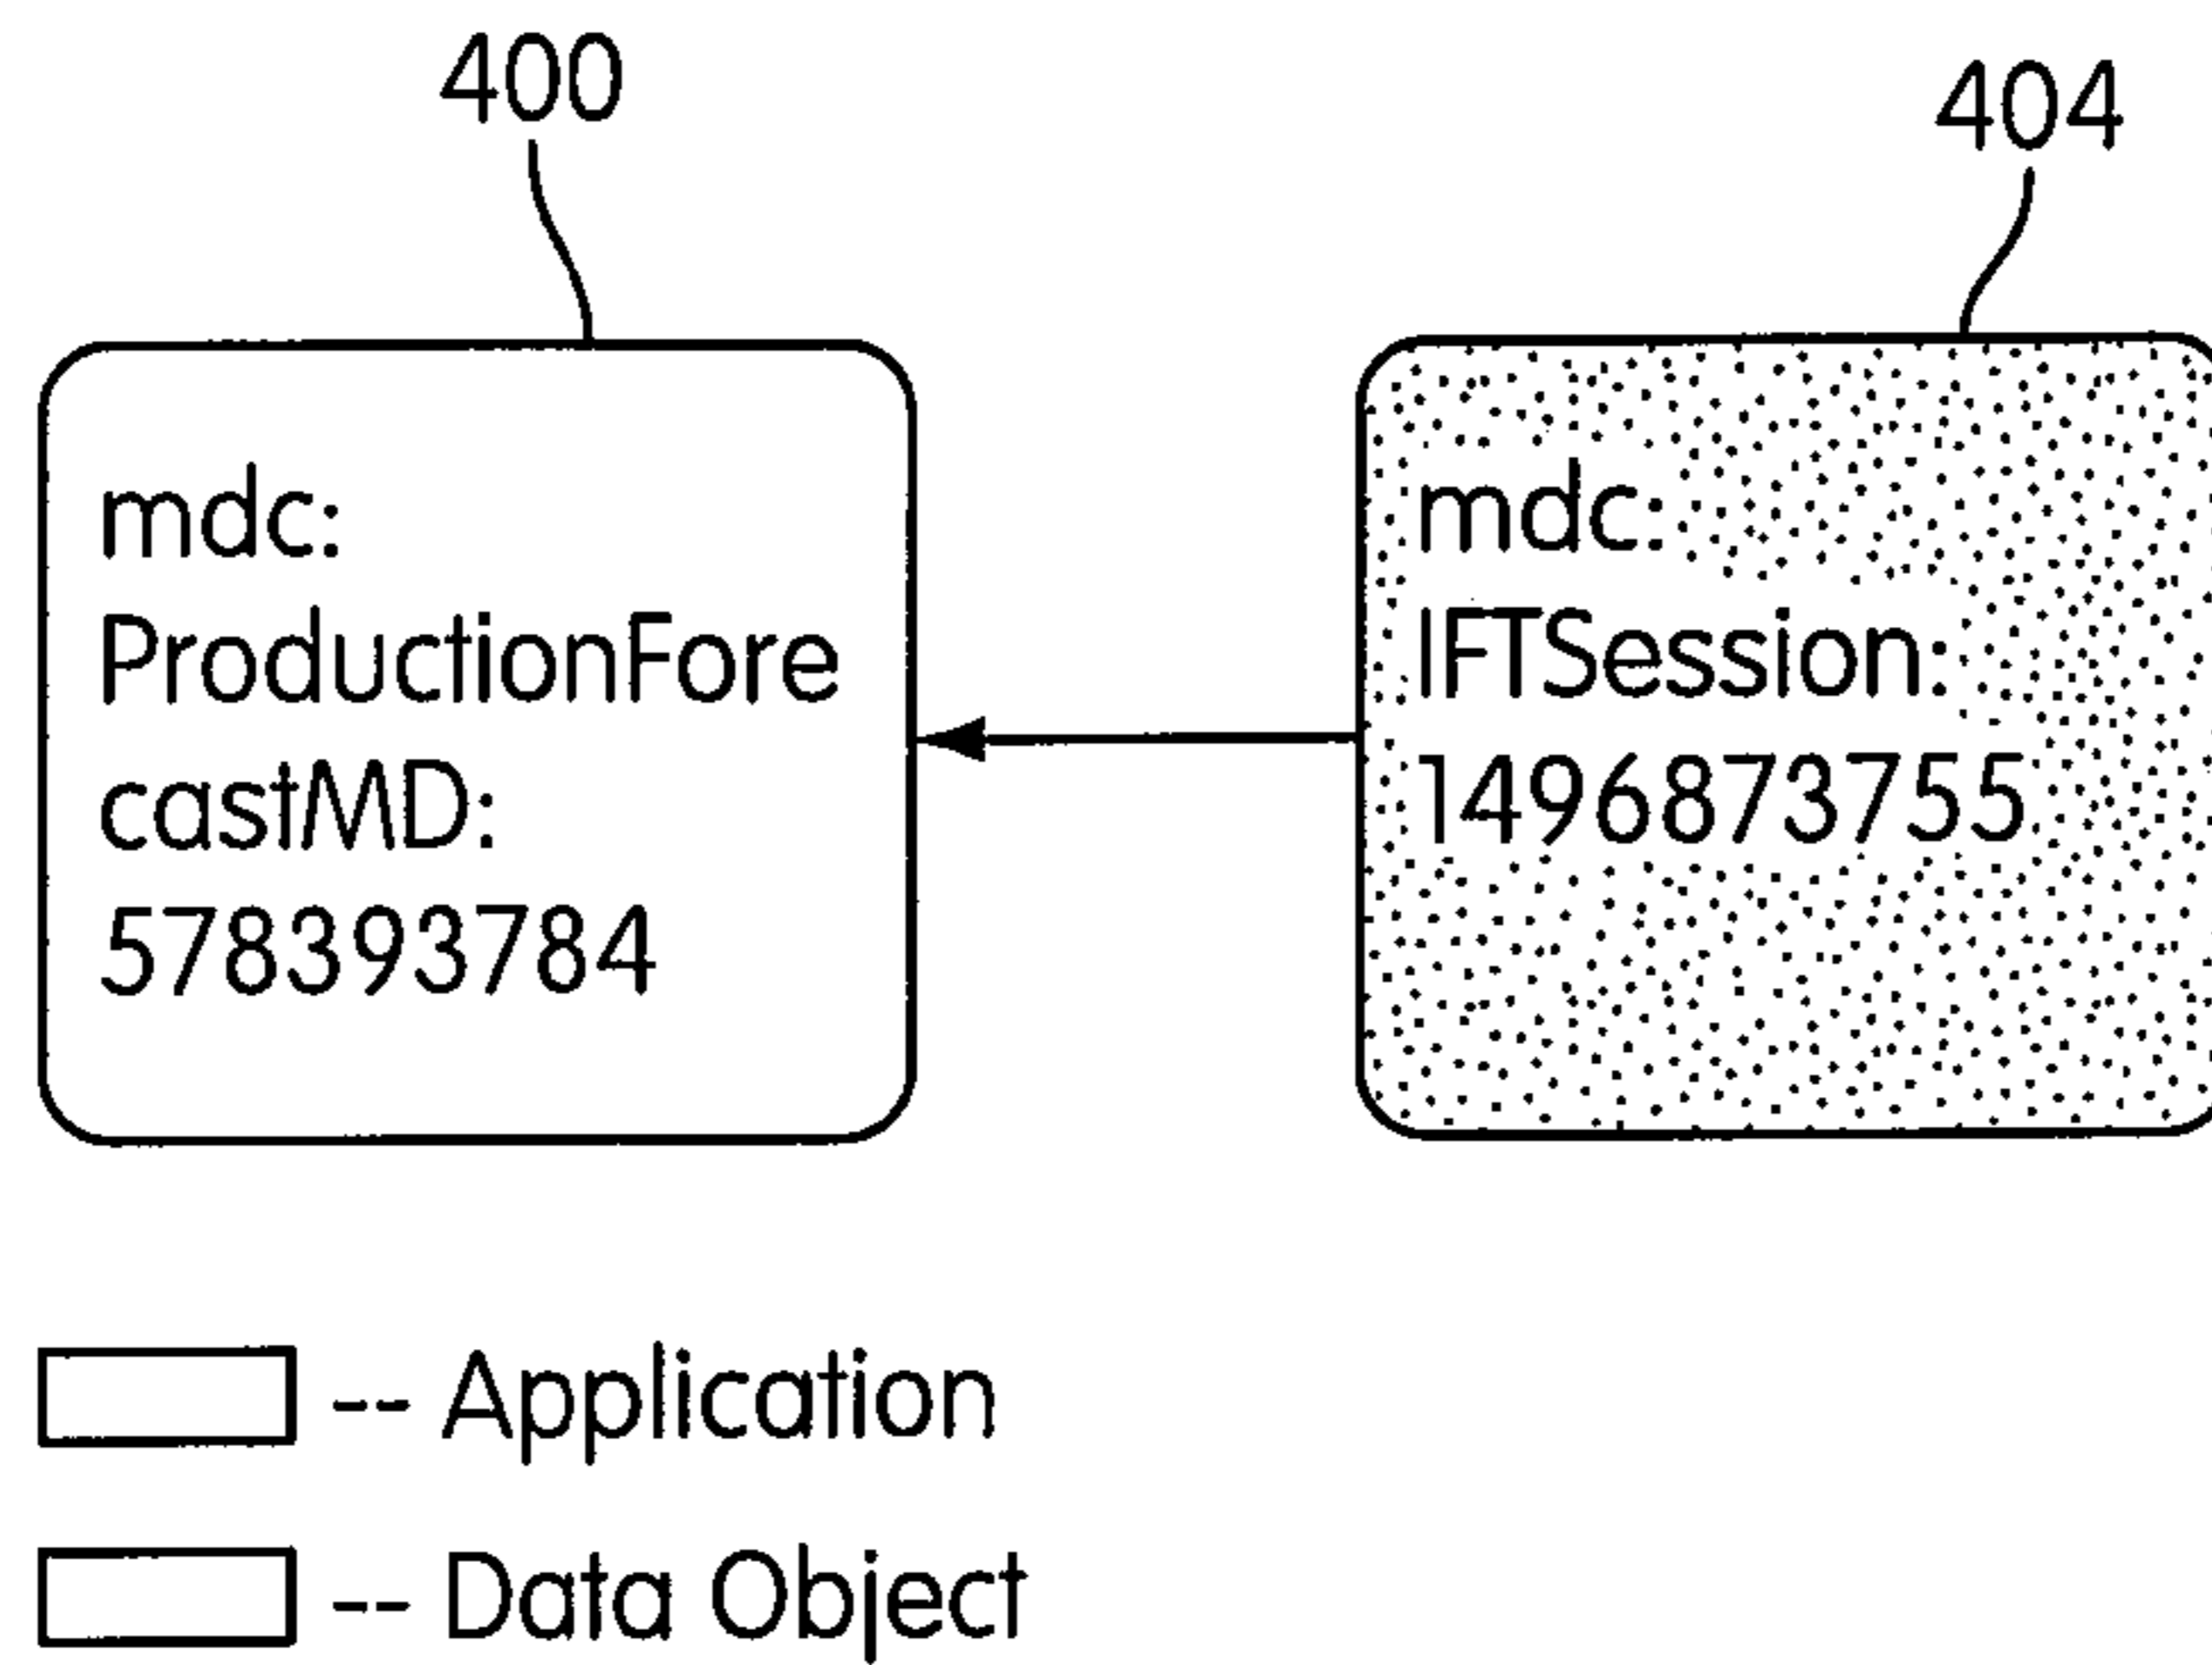 400
404
mdc:
ProductionFore
castMD:
578393784
mdc:
IFTSession:
1496873755
-- Application
-- Data Object